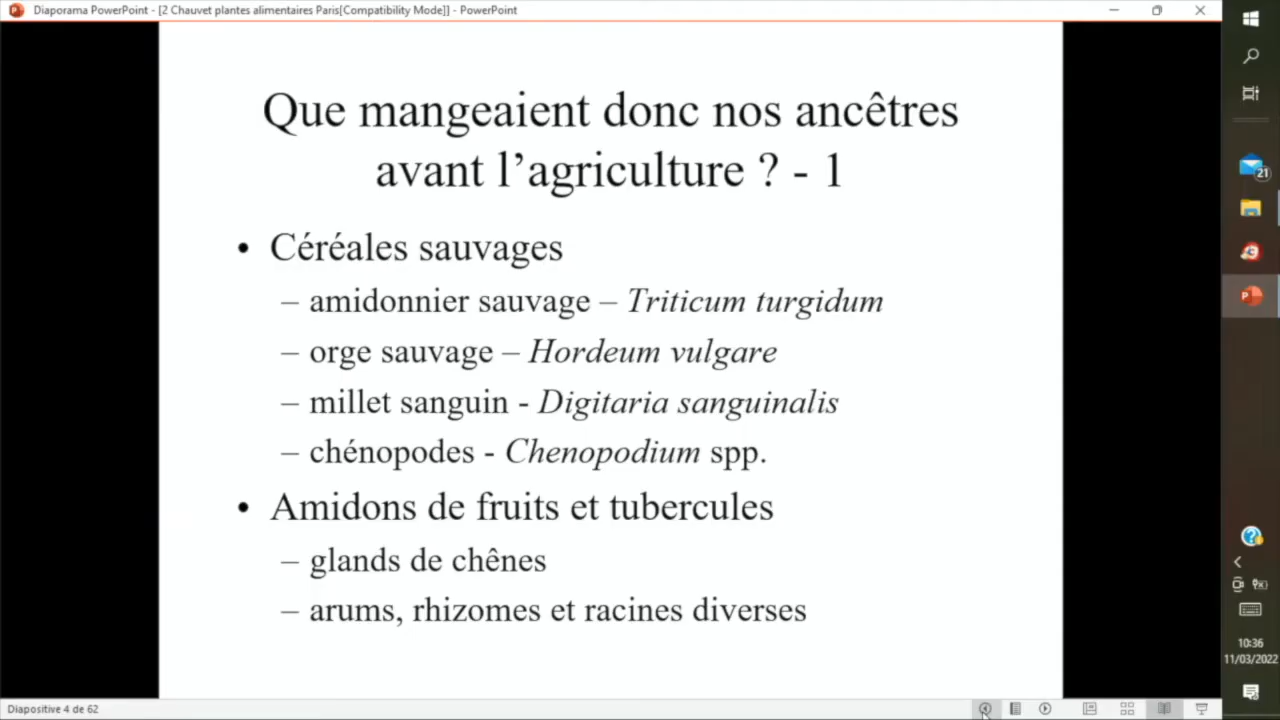 Diaporama PowerPoint - [2 Chauvet plantes alimentaires Paris[Compatibility Mode]] - PowerPoint
Que mangeaient donc nos ancêtres
avant l’agriculture ? - 1
• Céréales sauvages
– amidonnier sauvage – Triticum turgidum
– orge sauvage – Hordeum vulgare
– millet sanguin - Digitaria sanguinalis
– chénopodes - Chenopodium spp.
• Amidons de fruits et tubercules
– glands de chênes
– arums, rhizomes et racines diverses
21
10:36
11/03/2022
Diapositive 4 de 62